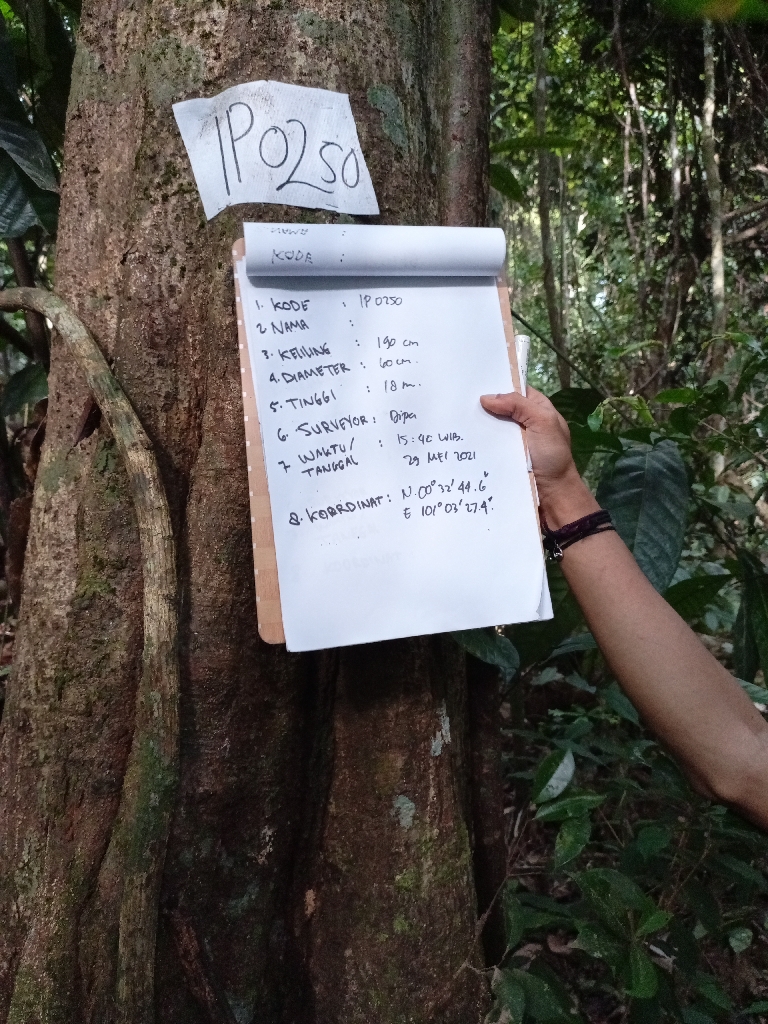 IP0250
KODE :
1. KODE : IP0250
2 NAMA :
3. KELILING : 190 cm
4. DIAMETER : 60 cm.
5. TINGGI : 18 m.
6. SURVEYOR : Dipa
7 WAKTU/ : 15:40 WIB.
TANGGAL 29 MEI 2021
8. KOORDINAT : N. 00° 32' 44.6"
E 101° 03' 27.4".